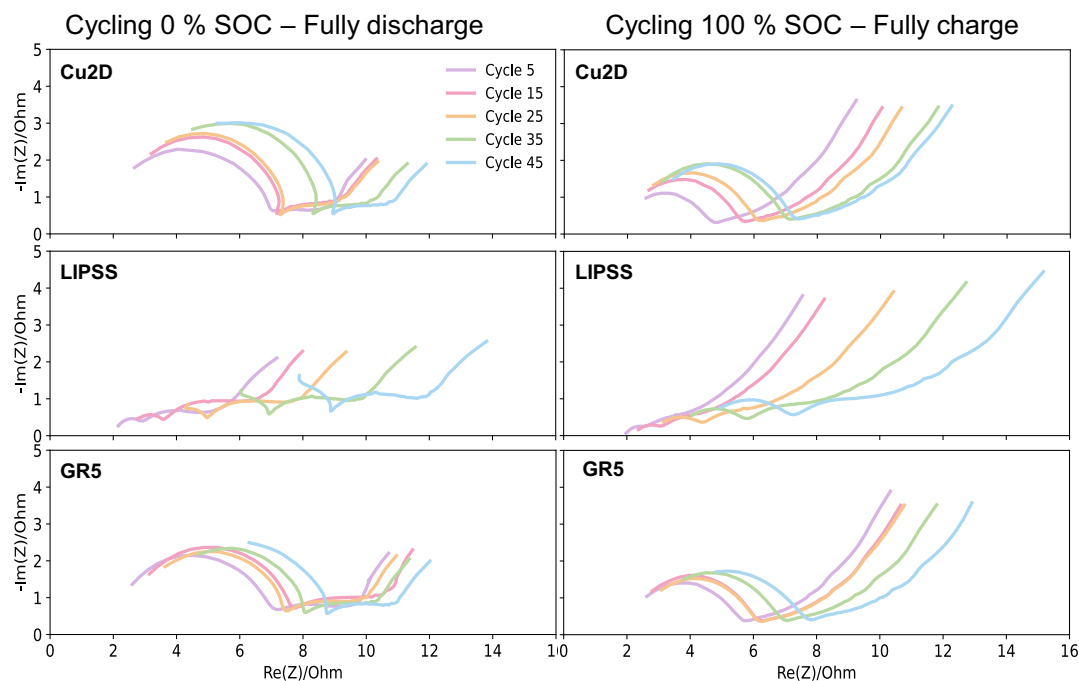 Cycling 0 % SOC – Fully discharge
Cycling 100 % SOC – Fully charge
5
4
3
2
1
0
-Im(Z)/Ohm
Cu2D
Cycle 5
Cycle 15
Cycle 25
Cycle 35
Cycle 45
Cu2D
5
4
3
2
1
0
-Im(Z)/Ohm
LIPSS
LIPSS
5
4
3
2
1
0
-Im(Z)/Ohm
GR5
GR5
0 2 4 6 8 10 12 14 16
Re(Z)/Ohm
0 2 4 6 8 10 12 14 16
Re(Z)/Ohm